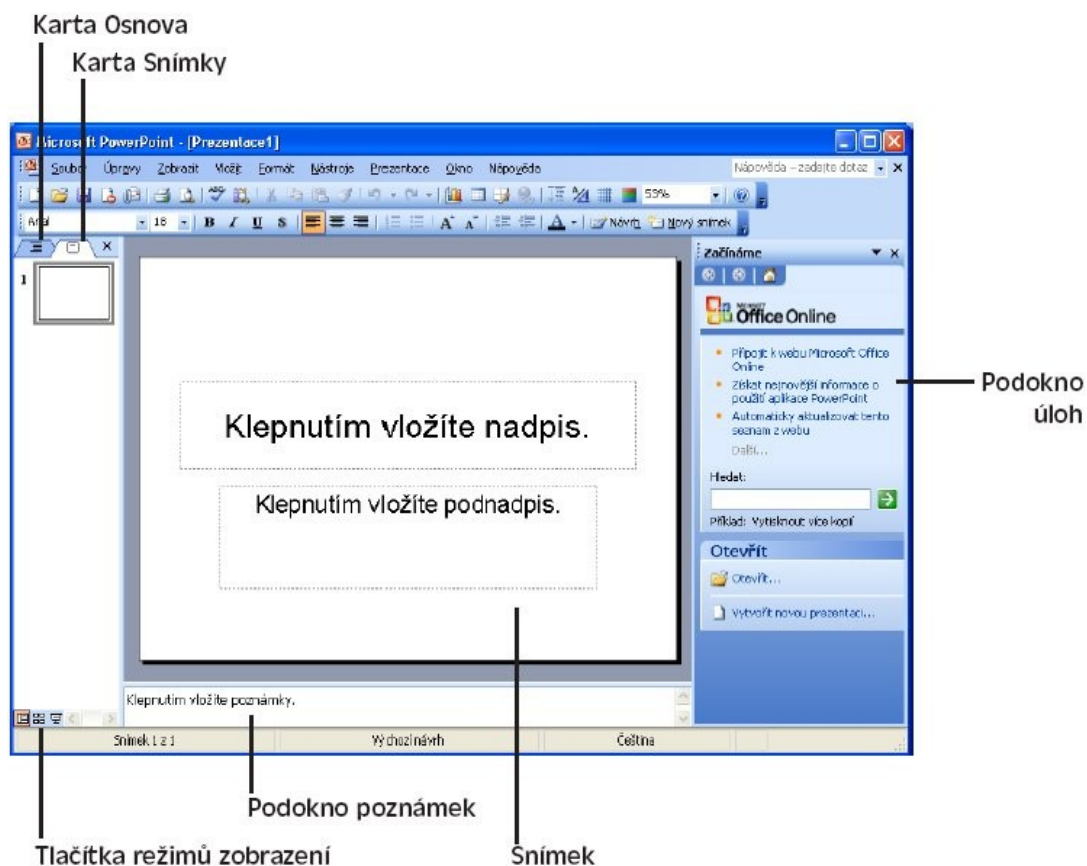 Karta Osnova
Karta Snímky
Microsoft PowerPoint - [Prezentace1]
Soubor Úpravy Zobrazit Vložit Formát Nástroje Prezentace Okno Nápověda Nápověda – zadejte dotaz
53%
Arial 18 B I U S A A A Návrh Nový snímek
Začínáme
1
Microsoft
Office Online
Připojit k webu Microsoft Office
Online
Získat nejnovější informace o
použití aplikace PowerPoint
Automaticky aktualizovat tento
seznam z webu
Další...
Podokno
úloh
Klepnutím vložíte nadpis.
Klepnutím vložíte podnadpis.
Hledat:
Příklad: Vytisknout více kopií
Otevřít
Otevřít...
Vytvořit novou prezentaci...
Klepnutím vložíte poznámky.
Snímek 1 z 1 Výchozí návrh Čeština
Podokno poznámek
Tlačítka režimů zobrazení
Snímek